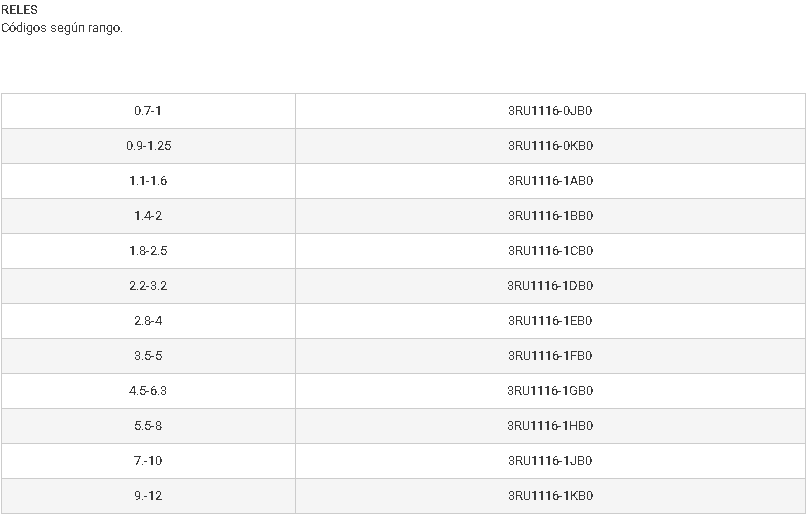 RELES
Códigos según rango.
0.7-1 3RU1116-0JB0
0.9-1.25 3RU1116-0KB0
1.1-1.6 3RU1116-1AB0
1.4-2 3RU1116-1BB0
1.8-2.5 3RU1116-1CB0
2.2-3.2 3RU1116-1DB0
2.8-4 3RU1116-1EB0
3.5-5 3RU1116-1FB0
4.5-6.3 3RU1116-1GB0
5.5-8 3RU1116-1HB0
7.-10 3RU1116-1JB0
9.-12 3RU1116-1KB0